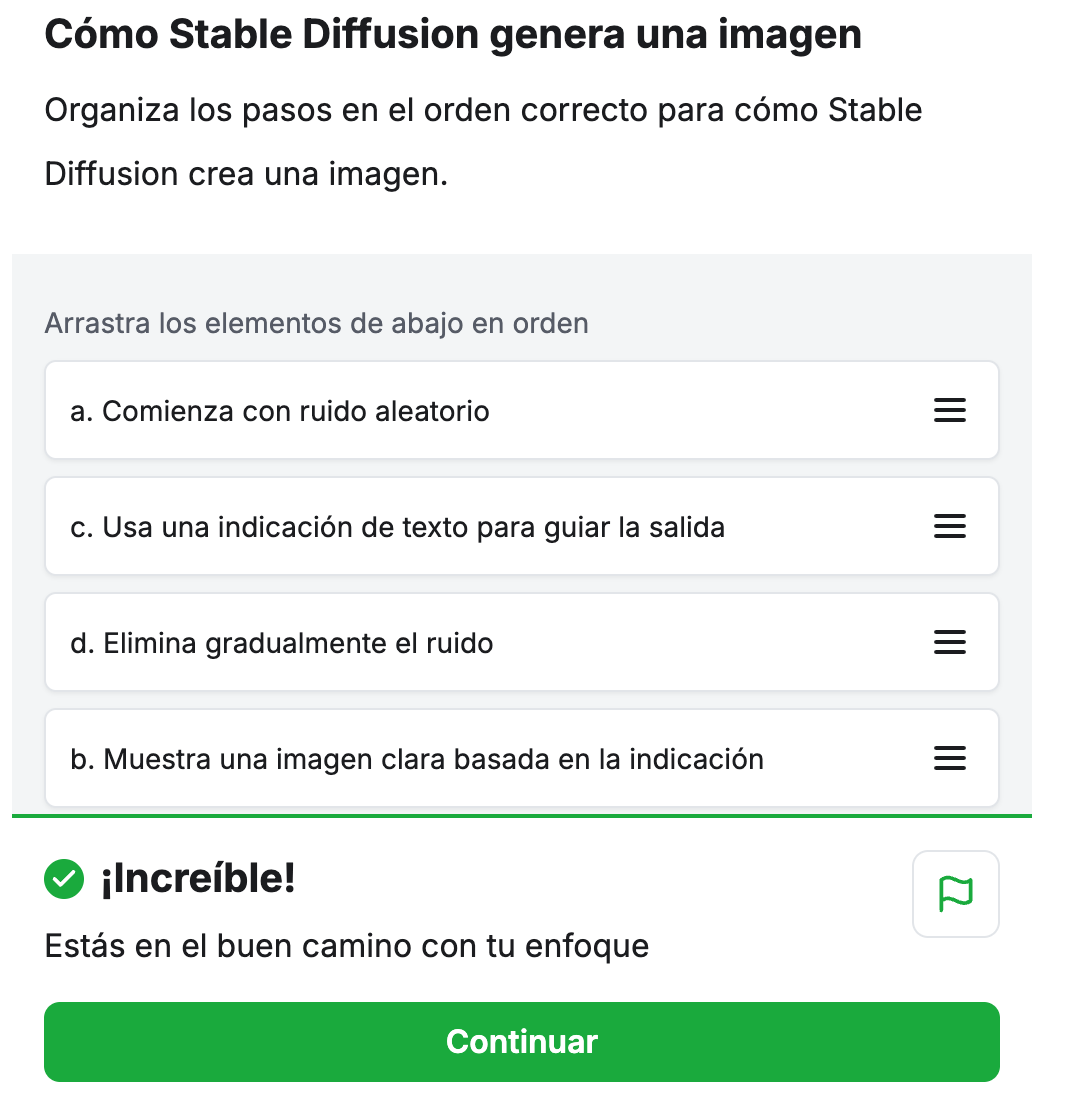 Cómo Stable Diffusion genera una imagen
Organiza los pasos en el orden correcto para cómo Stable
Diffusion crea una imagen.
Arrastra los elementos de abajo en orden
a. Comienza con ruido aleatorio
c. Usa una indicación de texto para guiar la salida
d. Elimina gradualmente el ruido
b. Muestra una imagen clara basada en la indicación
¡Increíble!
Estás en el buen camino con tu enfoque
Continuar